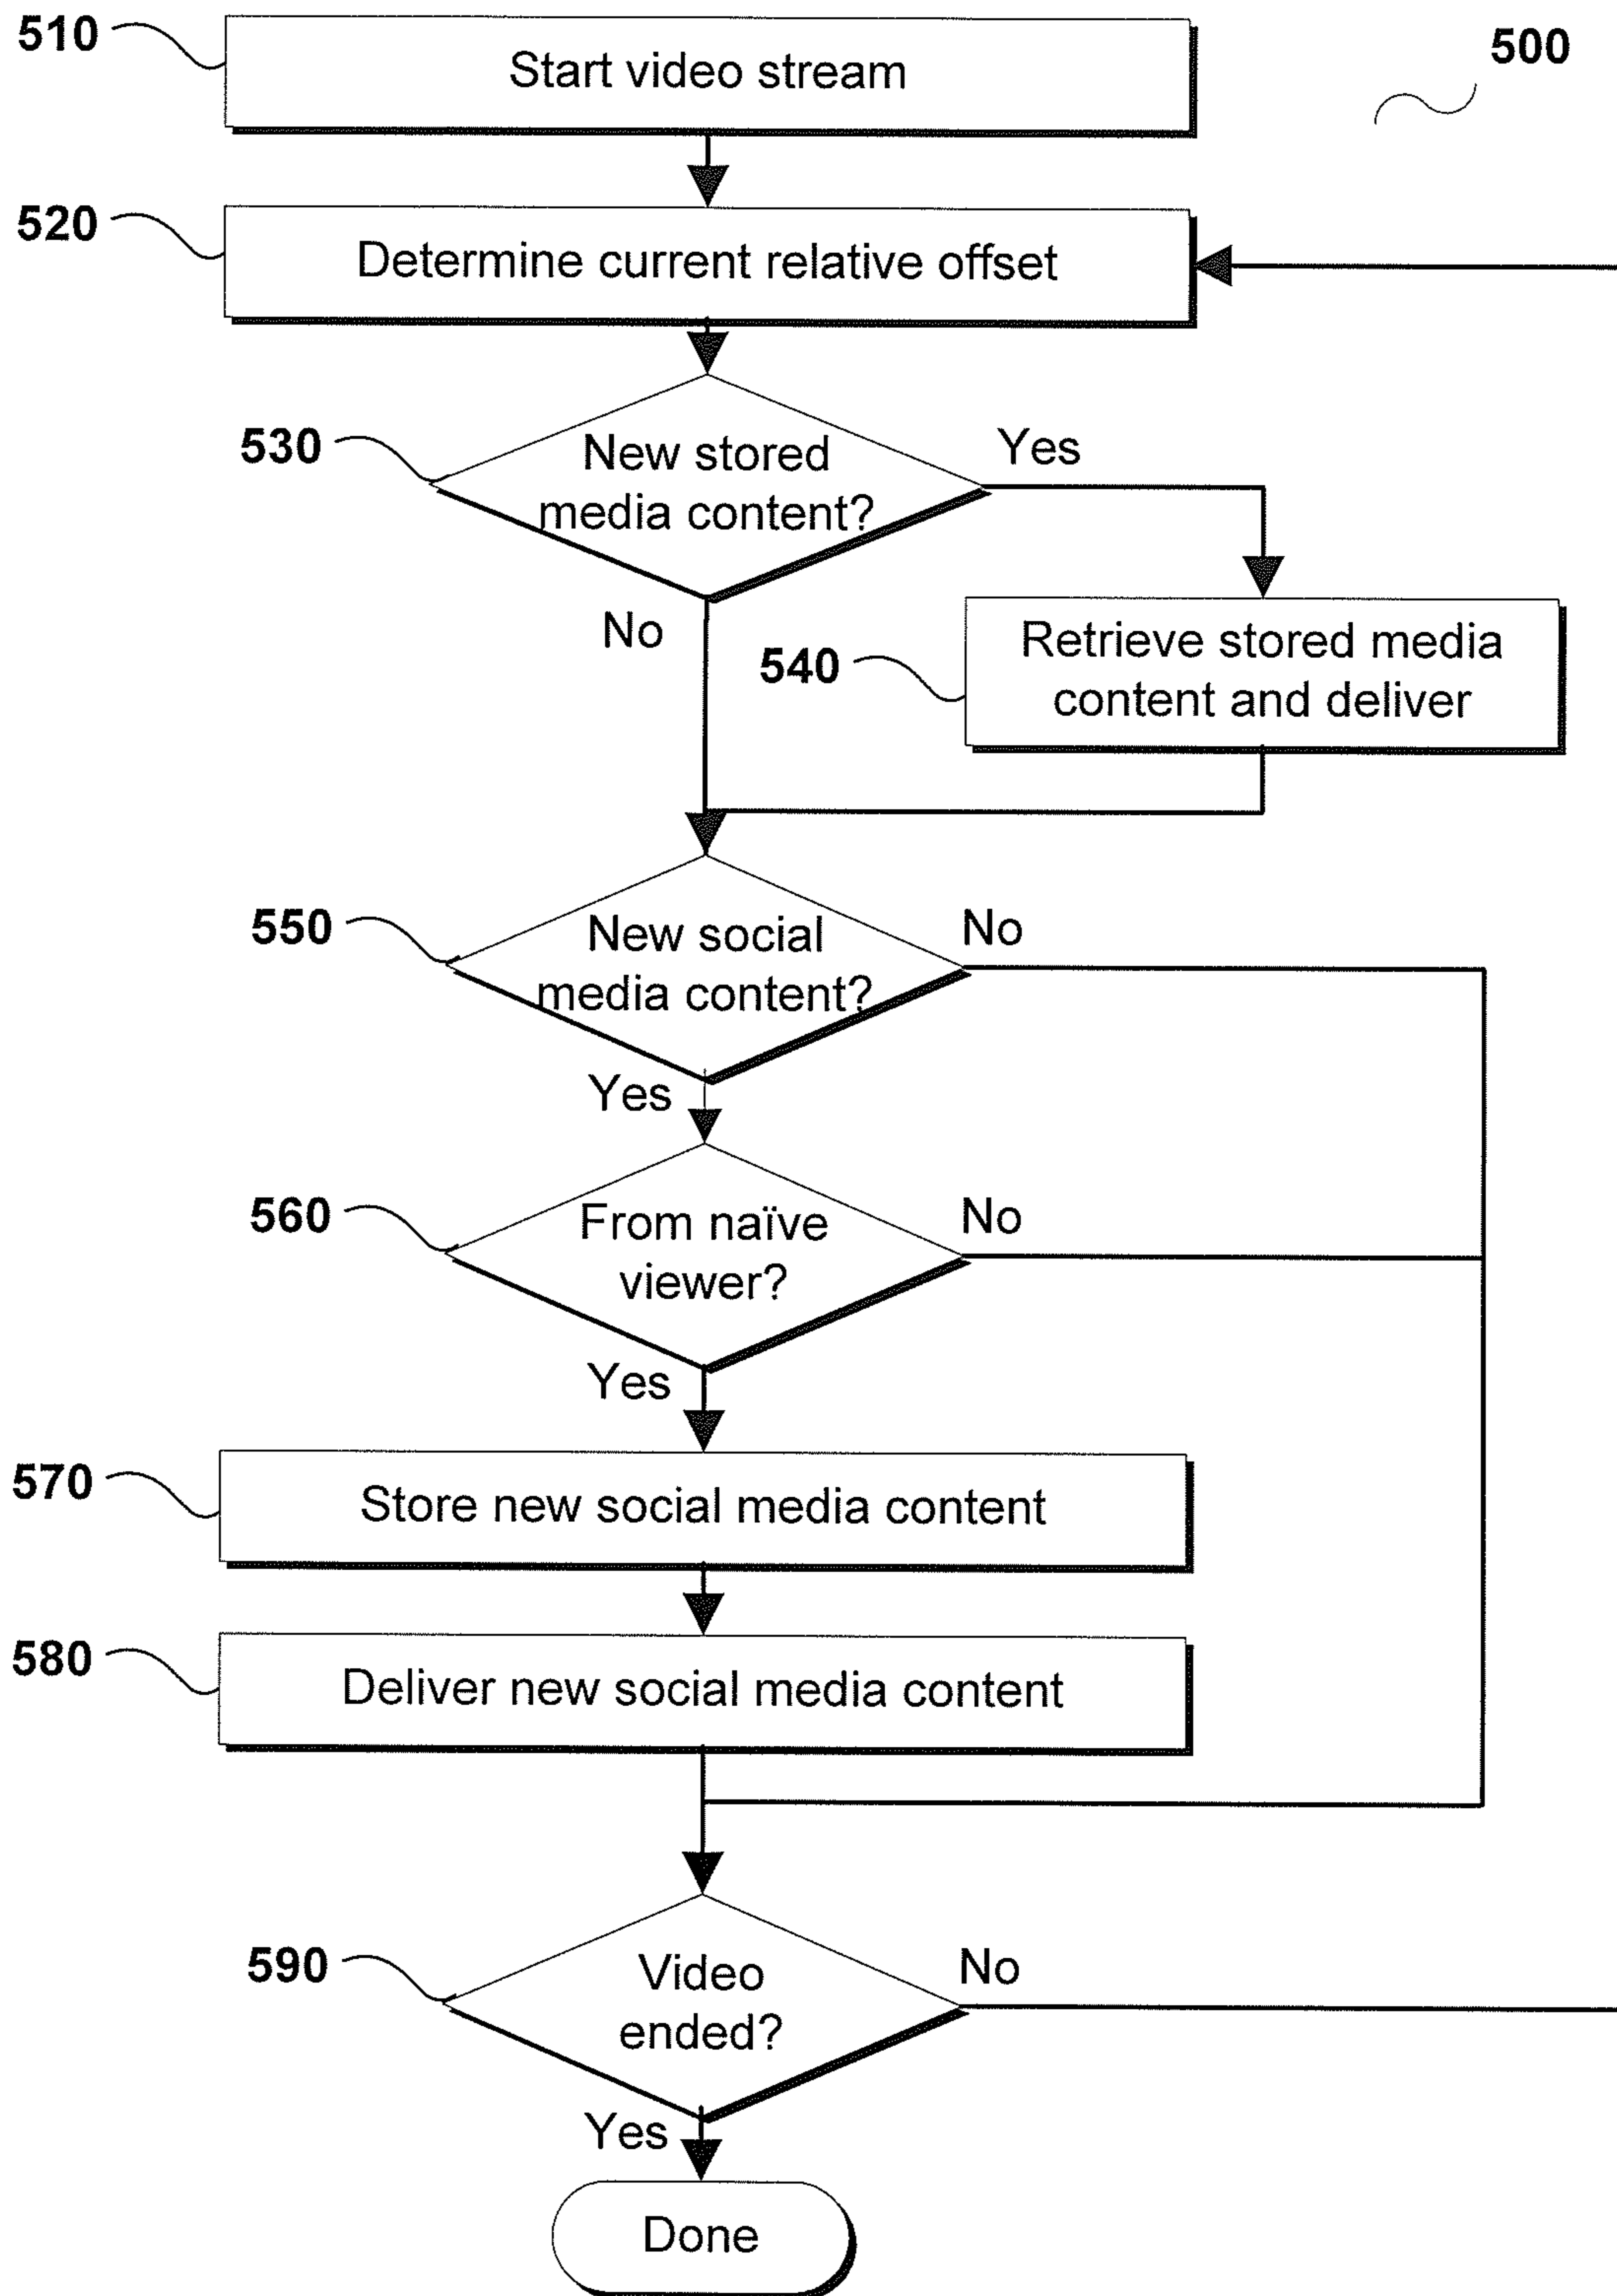 510
Start video stream
500
520
Determine current relative offset
530
New stored
media content?
Yes
No
540
Retrieve stored media
content and deliver
550
New social
media content?
No
Yes
560
From naïve
viewer?
No
Yes
570
Store new social media content
580
Deliver new social media content
590
Video
ended?
No
Yes
Done